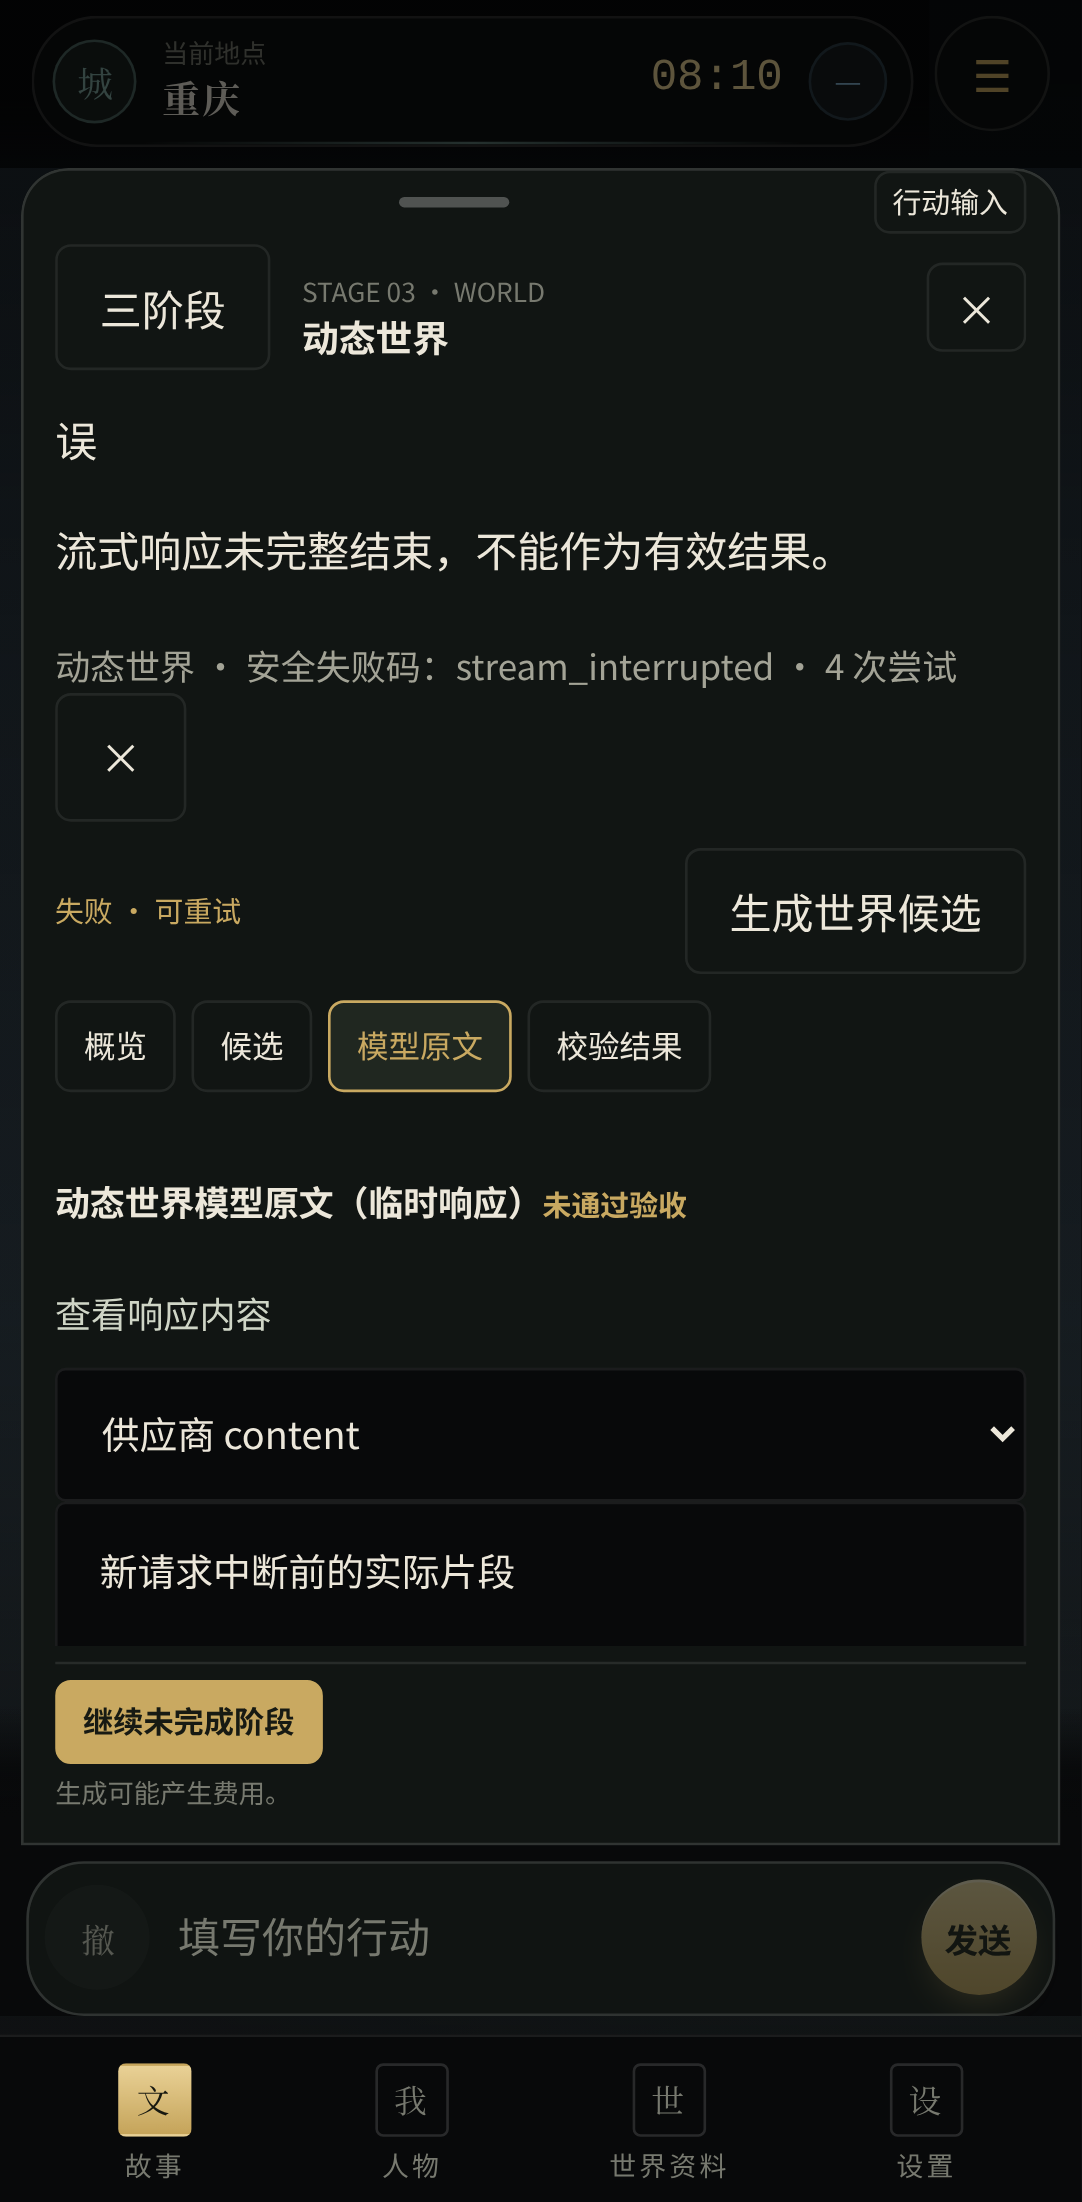 城
当前地点
重庆
08:10
—
☰
行动输入
三阶段
STAGE 03 · WORLD
动态世界
×
误
流式响应未完整结束，不能作为有效结果。
动态世界 · 安全失败码：stream_interrupted · 4 次尝试
×
失败 · 可重试
生成世界候选
概览
候选
模型原文
校验结果
动态世界模型原文（临时响应）未通过验收
查看响应内容
供应商 content
新请求中断前的实际片段
继续未完成阶段
生成可能产生费用。
撤
填写你的行动
发送
文
我
世
设
故事
人物
世界资料
设置